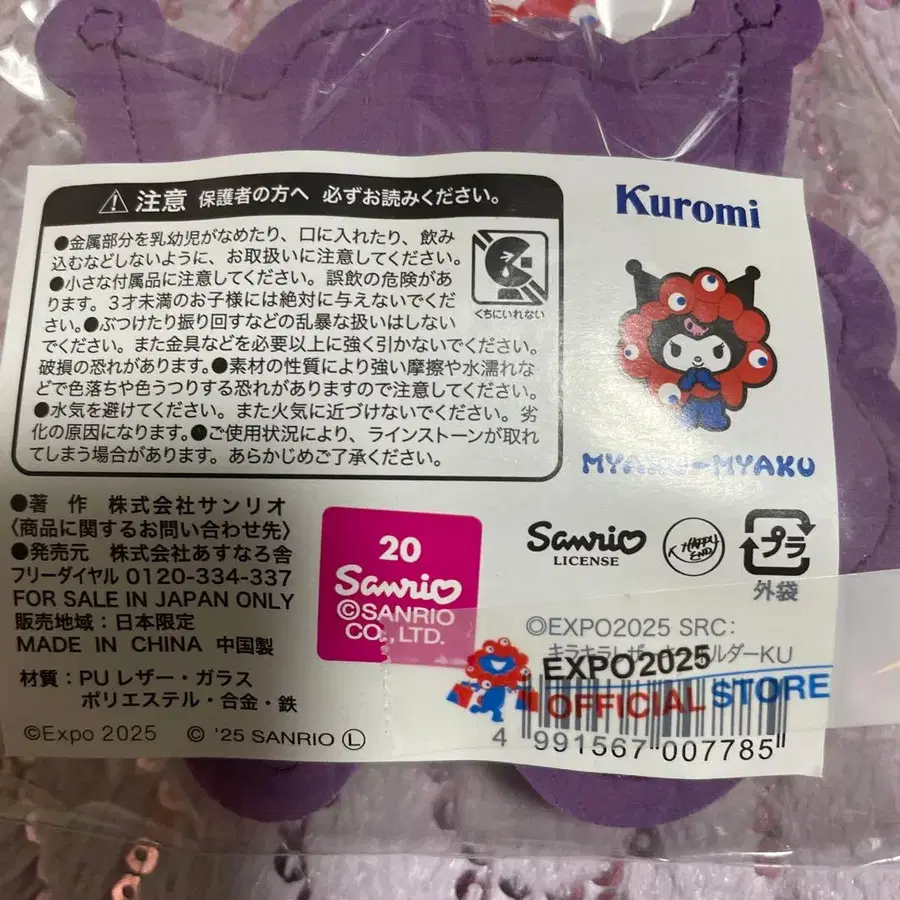 ⚠注意 保護者の方へ 必ずお読みください。
●金属部分を乳幼児がなめたり、口に入れたり、飲み
込むなどしないように、お取扱いに注意してください。
●小さな付属品に注意してください。誤飲の危険があ
ります。3才未満のお子様には絶対に与えないでくだ
さい。●ぶつけたり振り回すなどの乱暴な扱いはしない
でください。また金具などを必要以上に強く引かないでください。
破損の恐れがあります。●素材の性質により強い摩擦や水濡れな
どで色落ちや色うつりする恐れがありますので注意してください。
●水気を避けてください。また火気に近づけないでください。劣
化の原因になります。●ご使用状況により、ラインストーンが取れ
てしまう場合があります。あらかじめご了承ください。
くちにいれない
Kuromi
MYAKU-MYAKU
●著 作 株式会社サンリオ
〈商品に関するお問い合わせ先〉
●発売元 株式会社あすなろ舎
フリーダイヤル 0120-334-337
FOR SALE IN JAPAN ONLY
販売地域:日本限定
MADE IN CHINA 中国製
材質:PUレザー・ガラス
ポリエステル・合金・鉄
©Expo 2025 © '25 SANRIO Ⓛ
20
Sanrio
©SANRIO
CO., LTD.
Sanrio
LICENSE
HAPPY
END
プラ
外袋
©EXPO2025 SRC:
キラキラレザーキーホルダーKU
EXPO2025
OFFICIAL STORE
4 991567 007785